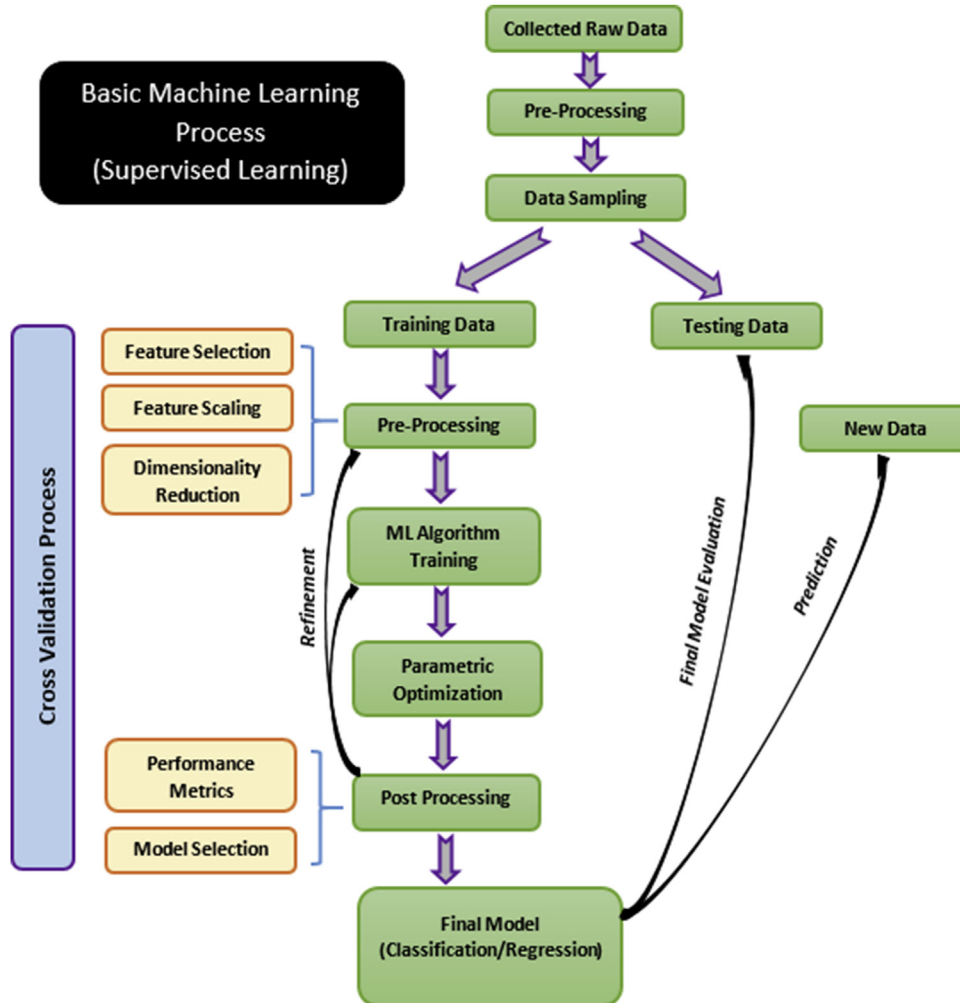 Collected Raw Data
Basic Machine Learning
Process
(Supervised Learning)
Pre-Processing
Data Sampling
Training Data
Testing Data
Feature Selection
Feature Scaling
Dimensionality
Reduction
Pre-Processing
New Data
ML Algorithm
Training
Refinement
Final Model Evaluation
Prediction
Cross Validation Process
Parametric
Optimization
Performance
Metrics
Post Processing
Model Selection
Final Model
(Classification/Regression)